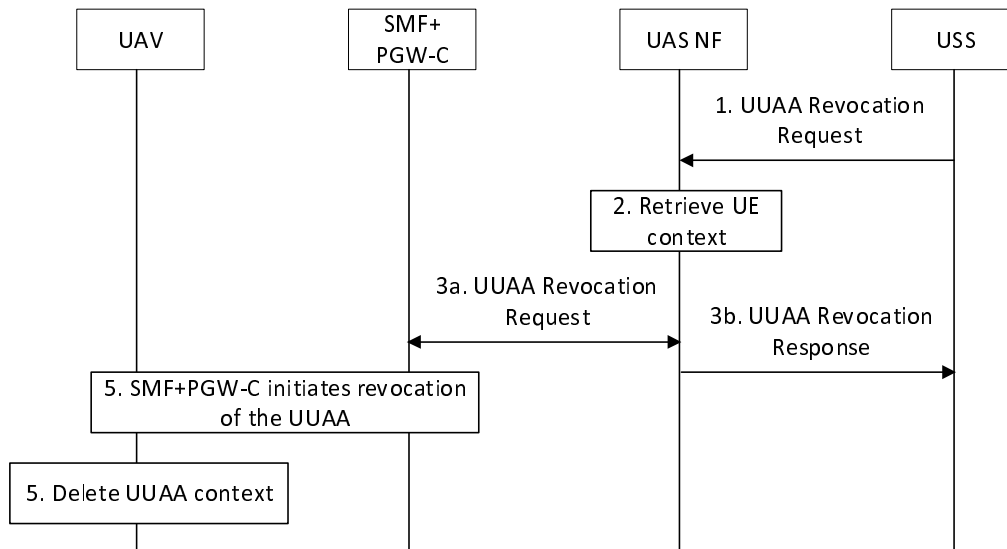 UAV
SMF+
PGW-C
UAS NF
USS
1. UUAA Revocation
Request
2. Retrieve UE
context
3a. UUAA Revocation
Request
3b. UUAA Revocation
Response
5. SMF+PGW-C initiates revocation
of the UUAA
5. Delete UUAA context